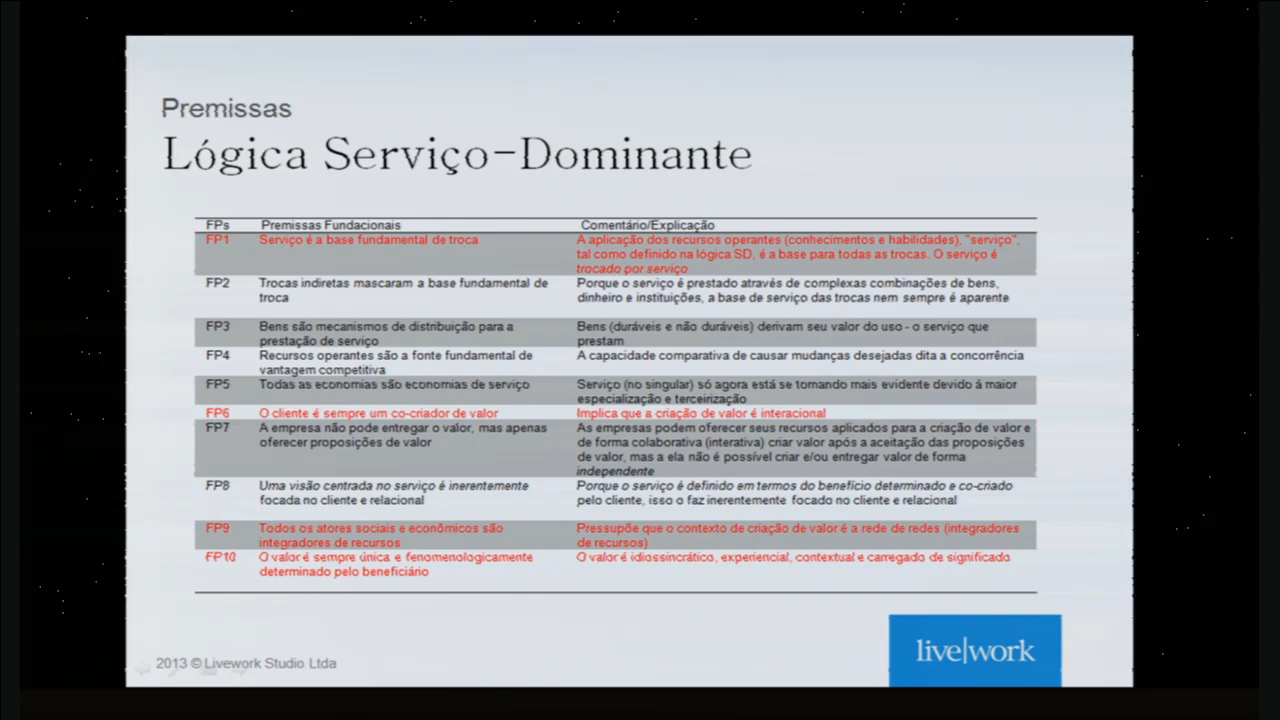 Premissas
Lógica Serviço-Dominante
FPs Premissas Fundacionais Comentário/Explicação
FP1 Serviço é a base fundamental de troca A aplicação dos recursos operantes (conhecimentos e habilidades), "serviço",
tal como definido na lógica SD, é a base para todas as trocas. O serviço é
trocado por serviço
FP2 Trocas indiretas mascaram a base fundamental de Porque o serviço é prestado através de complexas combinações de bens,
troca dinheiro e instituições, a base de serviço das trocas nem sempre é aparente
FP3 Bens são mecanismos de distribuição para a Bens (duráveis e não duráveis) derivam seu valor do uso - o serviço que
prestação de serviço prestam
FP4 Recursos operantes são a fonte fundamental de A capacidade comparativa de causar mudanças desejadas dita a concorrência
vantagem competitiva
FP5 Todas as economias são economias de serviço Serviço (no singular) só agora está se tornando mais evidente devido á maior
especialização e terceirização
FP6 O cliente é sempre um co-criador de valor Implica que a criação de valor é interacional
FP7 A empresa não pode entregar o valor, mas apenas As empresas podem oferecer seus recursos aplicados para a criação de valor e
oferecer proposições de valor de forma colaborativa (interativa) criar valor após a aceitação das proposições
de valor, mas a ela não é possível criar e/ou entregar valor de forma
independente
FP8 Uma visão centrada no serviço é inerentemente Porque o serviço é definido em termos do benefício determinado e co-criado
focada no cliente e relacional pelo cliente, isso o faz inerentemente focado no cliente e relacional
FP9 Todos os atores sociais e econômicos são Pressupõe que o contexto de criação de valor é a rede de redes (integradores
integradores de recursos de recursos)
FP10 O valor é sempre única e fenomenologicamente O valor é idiossincrático, experiencial, contextual e carregado de significado
determinado pelo beneficiário
2013 © Livework Studio Ltda
live|work